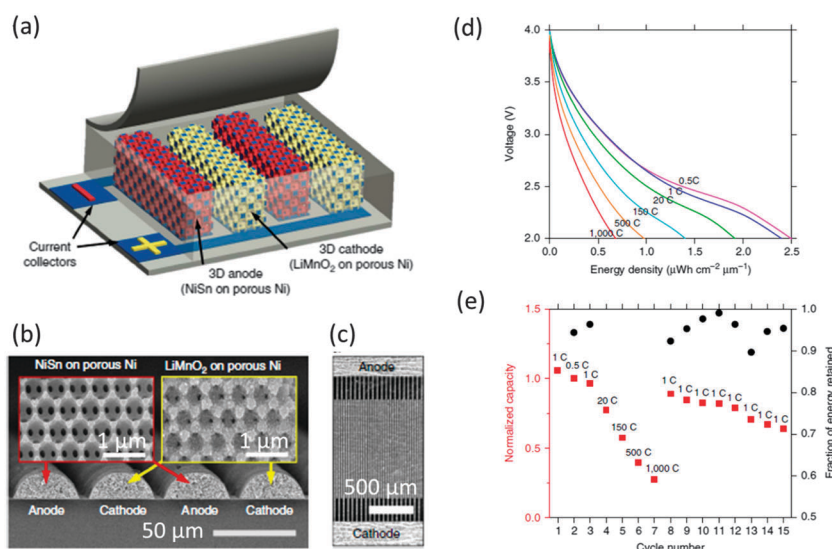 (a)
Current
collectors
3D anode
(NiSn on porous Ni)
3D cathode
(LiMnO2 on porous Ni)
(b)
NiSn on porous Ni
LiMnO2 on porous Ni
1 μm
1 μm
Anode
Cathode
Anode
Cathode
50 μm
(c)
Anode
500 μm
Cathode
(d)
Voltage (V)
4.0
3.5
3.0
2.5
2.0
0.5C
1 C
20 C
150 C
500 C
1,000 C
0.0 0.5 1.0 1.5 2.0 2.5
Energy density (μWh cm−2 μm−1)
(e)
Normalized capacity
1.5
1.0
0.5
0.0
1 C
0.5 C
1 C
20 C
150 C
500 C
1,000 C
1 C
1 C
1 C
1 C
1 C
1 C
1 C
1 C
1.0
0.9
0.8
0.7
0.6
0.5
Fraction of energy retained
1 2 3 4 5 6 7 8 9 10 11 12 13 14 15
Cycle number